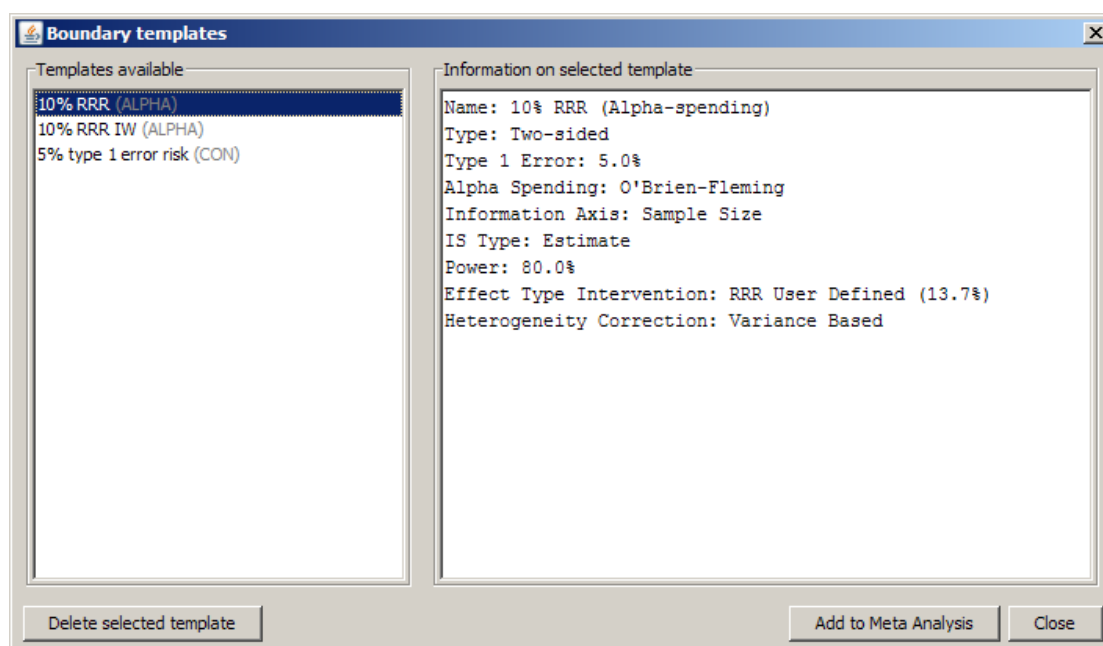 Boundary templates
Templates available
10% RRR (ALPHA)
10% RRR IW (ALPHA)
5% type 1 error risk (CON)
Information on selected template
Name: 10% RRR (Alpha-spending)
Type: Two-sided
Type 1 Error: 5.0%
Alpha Spending: O'Brien-Fleming
Information Axis: Sample Size
IS Type: Estimate
Power: 80.0%
Effect Type Intervention: RRR User Defined (13.7%)
Heterogeneity Correction: Variance Based
Delete selected template
Add to Meta Analysis
Close